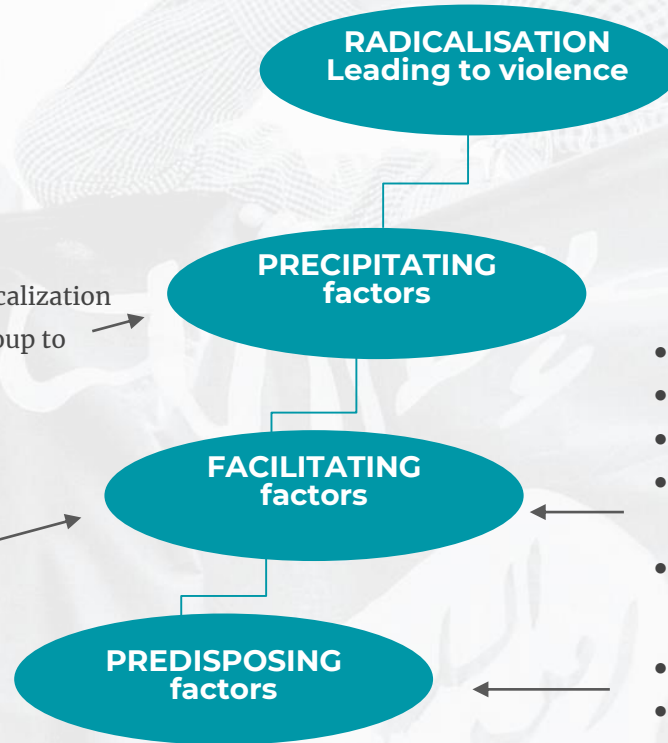 RADICALISATION
Leading to violence
PRECIPITATING
factors
calization
oup to
FACILITATING
factors
PREDISPOSING
factors